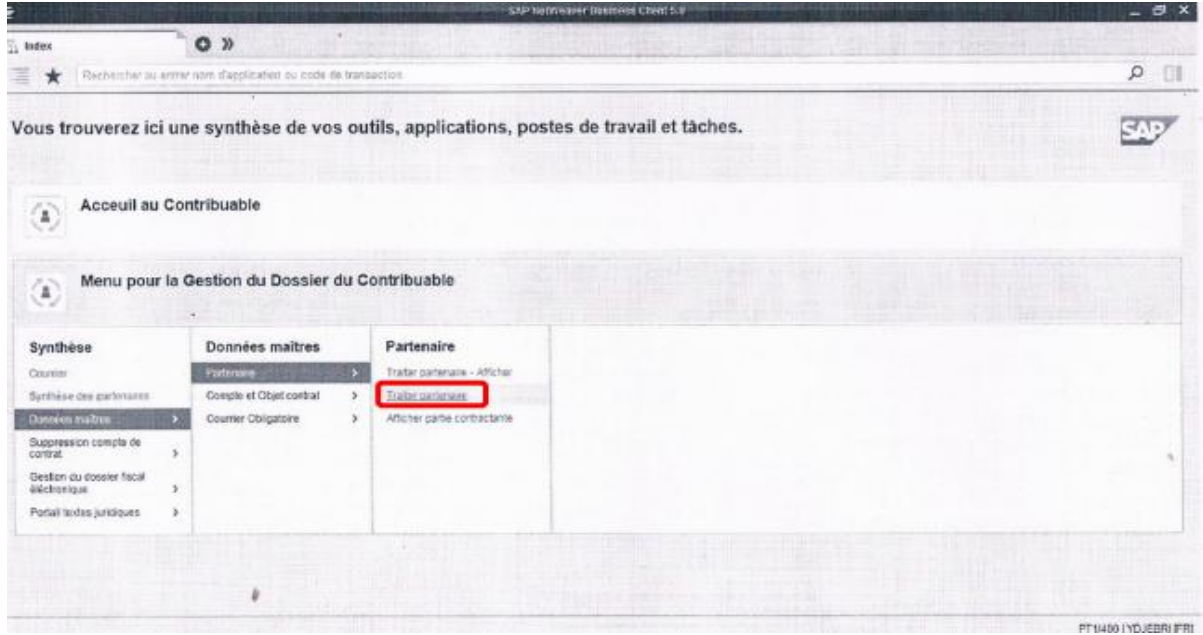 SAP NetWeaver Business Client 5.0
Index
Rechercher ou entrer nom d'application ou code de transaction
Vous trouverez ici une synthèse de vos outils, applications, postes de travail et tâches.
SAP
Acceuil au Contribuable
Menu pour la Gestion du Dossier du Contribuable
Synthèse
Courrier
Synthèse des partenaires
Données maîtres
Suppression compte de
contrat
Gestion du dossier fiscal
éléctronique
Portail textes juridiques
Données maîtres
Partenaire
Compte et Objet contrat
Courrier Obligatoire
Partenaire
Traiter partenaire - Afficher
Traiter partenaire
Afficher partie contractante